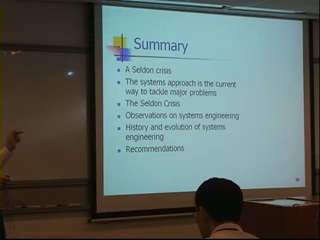 Summary
A Seldon crisis
The systems approach is the current
way to tackle major problems
The Seldon Crisis
Observations on systems engineering
History and evolution of systems
engineering
Recommendations